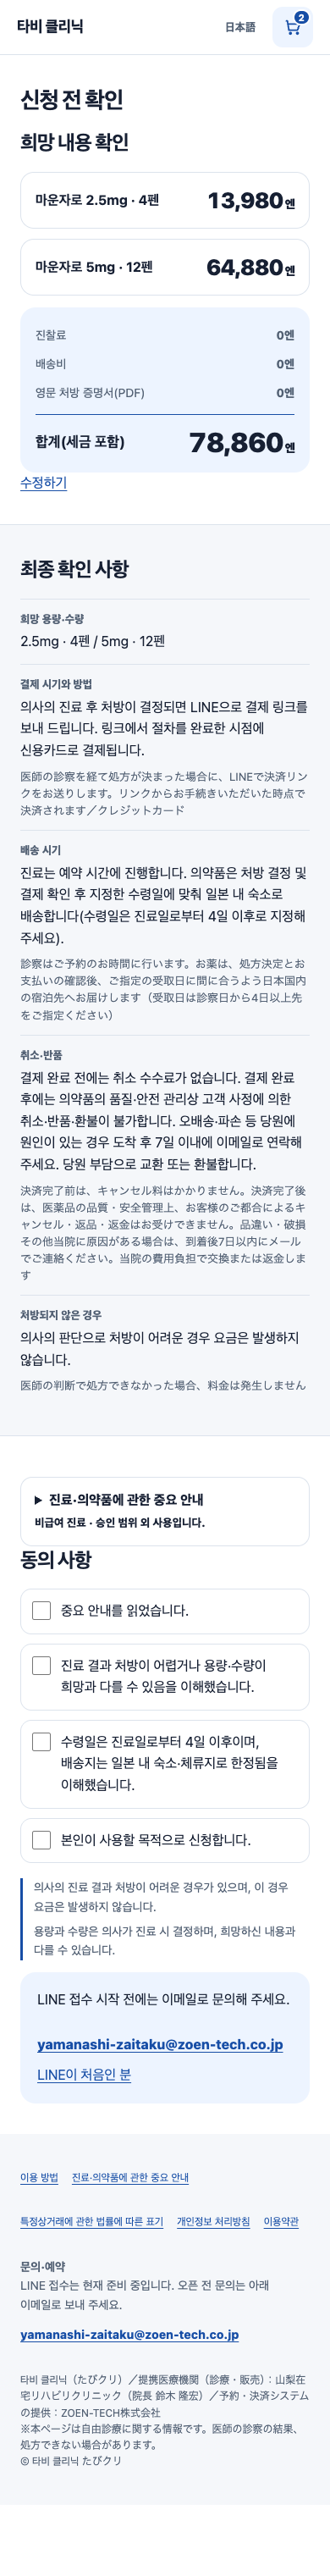 타비 클리닉
日本語
2
신청 전 확인
희망 내용 확인
마운자로 2.5mg · 4펜 13,980엔
마운자로 5mg · 12펜 64,880엔
진찰료 0엔
배송비 0엔
영문 처방 증명서(PDF) 0엔
합계(세금 포함) 78,860엔
수정하기
최종 확인 사항
희망 용량·수량
2.5mg · 4펜 / 5mg · 12펜
결제 시기와 방법
의사의 진료 후 처방이 결정되면 LINE으로 결제 링크를
보내 드립니다. 링크에서 절차를 완료한 시점에
신용카드로 결제됩니다.
医師の診察を経て処方が決まった場合に、LINEで決済リン
クをお送りします。リンクからお手続きいただいた時点で
決済されます／クレジットカード
배송 시기
진료는 예약 시간에 진행합니다. 의약품은 처방 결정 및
결제 확인 후 지정한 수령일에 맞춰 일본 내 숙소로
배송합니다(수령일은 진료일로부터 4일 이후로 지정해
주세요).
診察はご予約のお時間に行います。お薬は、処方決定とお
支払いの確認後、ご指定の受取日に間に合うよう日本国内
の宿泊先へお届けします（受取日は診察日から4日以上先
をご指定ください）
취소·반품
결제 완료 전에는 취소 수수료가 없습니다. 결제 완료
후에는 의약품의 품질·안전 관리상 고객 사정에 의한
취소·반품·환불이 불가합니다. 오배송·파손 등 당원에
원인이 있는 경우 도착 후 7일 이내에 이메일로 연락해
주세요. 당원 부담으로 교환 또는 환불합니다.
決済完了前は、キャンセル料はかかりません。決済完了後
は、医薬品の品質・安全管理上、お客様のご都合によるキ
ャンセル・返品・返金はお受けできません。品違い・破損
その他当院に原因がある場合は、到着後7日以内にメール
でご連絡ください。当院の費用負担で交換または返金しま
す
처방되지 않은 경우
의사의 판단으로 처방이 어려운 경우 요금은 발생하지
않습니다.
医師の判断で処方できなかった場合、料金は発生しません
▶ 진료·의약품에 관한 중요 안내
비급여 진료 · 승인 범위 외 사용입니다.
동의 사항
중요 안내를 읽었습니다.
진료 결과 처방이 어렵거나 용량·수량이
희망과 다를 수 있음을 이해했습니다.
수령일은 진료일로부터 4일 이후이며,
배송지는 일본 내 숙소·체류지로 한정됨을
이해했습니다.
본인이 사용할 목적으로 신청합니다.
의사의 진료 결과 처방이 어려운 경우가 있으며, 이 경우
요금은 발생하지 않습니다.
용량과 수량은 의사가 진료 시 결정하며, 희망하신 내용과
다를 수 있습니다.
LINE 접수 시작 전에는 이메일로 문의해 주세요.
yamanashi-zaitaku@zoen-tech.co.jp
LINE이 처음인 분
이용 방법 진료·의약품에 관한 중요 안내
특정상거래에 관한 법률에 따른 표기 개인정보 처리방침 이용약관
문의·예약
LINE 접수는 현재 준비 중입니다. 오픈 전 문의는 아래
이메일로 보내 주세요.
yamanashi-zaitaku@zoen-tech.co.jp
타비 클리닉（たびクリ）／提携医療機関（診療・販売）：山梨在
宅リハビリクリニック（院長 鈴木 隆宏）／予約・決済システム
の提供：ZOEN-TECH株式会社
※本ページは自由診療に関する情報です。医師の診察の結果、
処方できない場合があります。
© 타비 클리닉 たびクリ